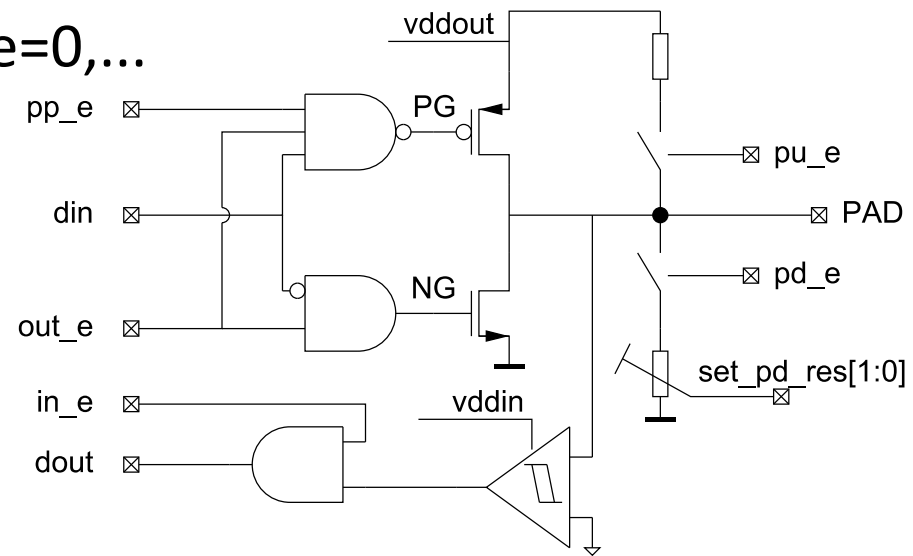 e=0,...
vddout
pp_e
PG
pu_e
din
PAD
NG
pd_e
out_e
set_pd_res[1:0]
in_e
vddin
dout